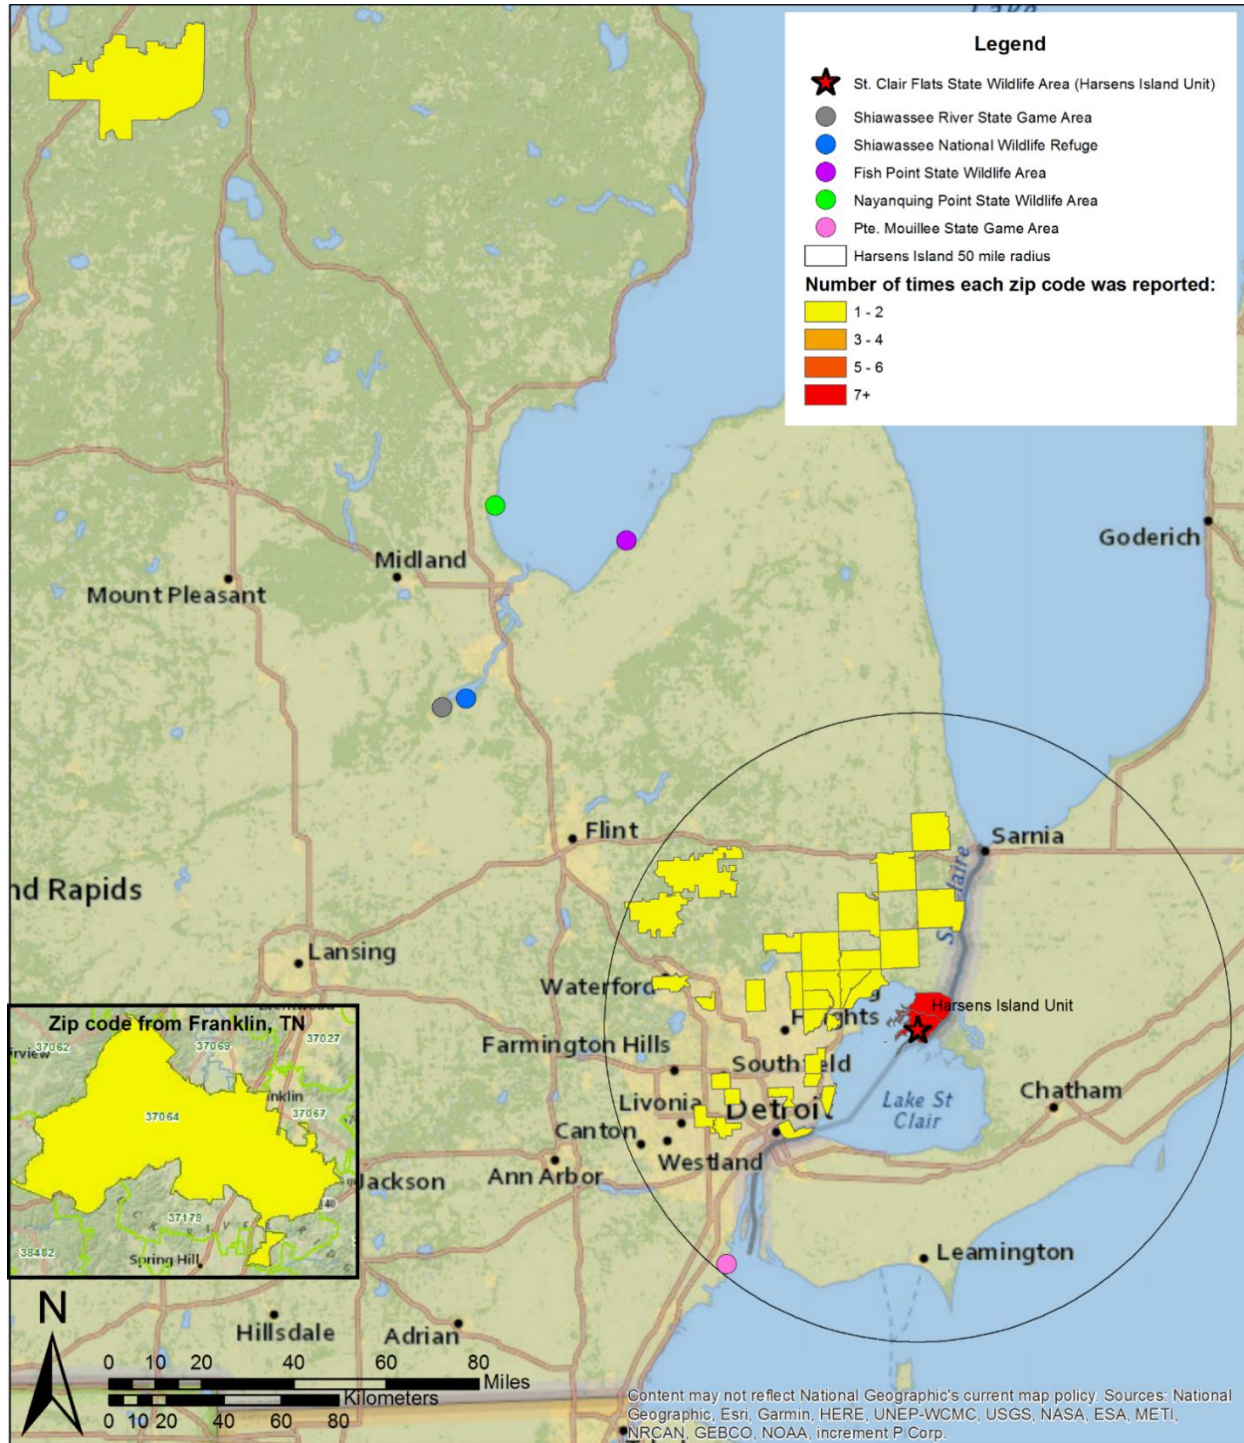 Lake
Legend
St. Clair Flats State Wildlife Area (Harsens Island Unit)
Shiawassee River State Game Area
Shiawassee National Wildlife Refuge
Fish Point State Wildlife Area
Nayanquing Point State Wildlife Area
Pte. Mouillee State Game Area
Harsens Island 50 mile radius
Number of times each zip code was reported:
1 - 2
3 - 4
5 - 6
7+
Goderich
Midland
Mount Pleasant
Flint
Sarnia
nd Rapids
Lansing
Waterford
Harsens Island Unit
Heights
Farmington Hills
Southfield
Livonia
Detroit
Lake St
Clair
Chatham
Canton
Westland
Ann Arbor
Jackson
Leamington
Zip code from Franklin, TN
37062
37069
37027
nklin
37067
37064
37179
38482
Spring Hill
N
Hillsdale
Adrian
0 10 20 40 60 80
Miles
Kilometers
0 10 20 40 60 80
Content may not reflect National Geographic's current map policy. Sources: National
Geographic, Esri, Garmin, HERE, UNEP-WCMC, USGS, NASA, ESA, METI,
NRCAN, GEBCO, NOAA, increment P Corp.